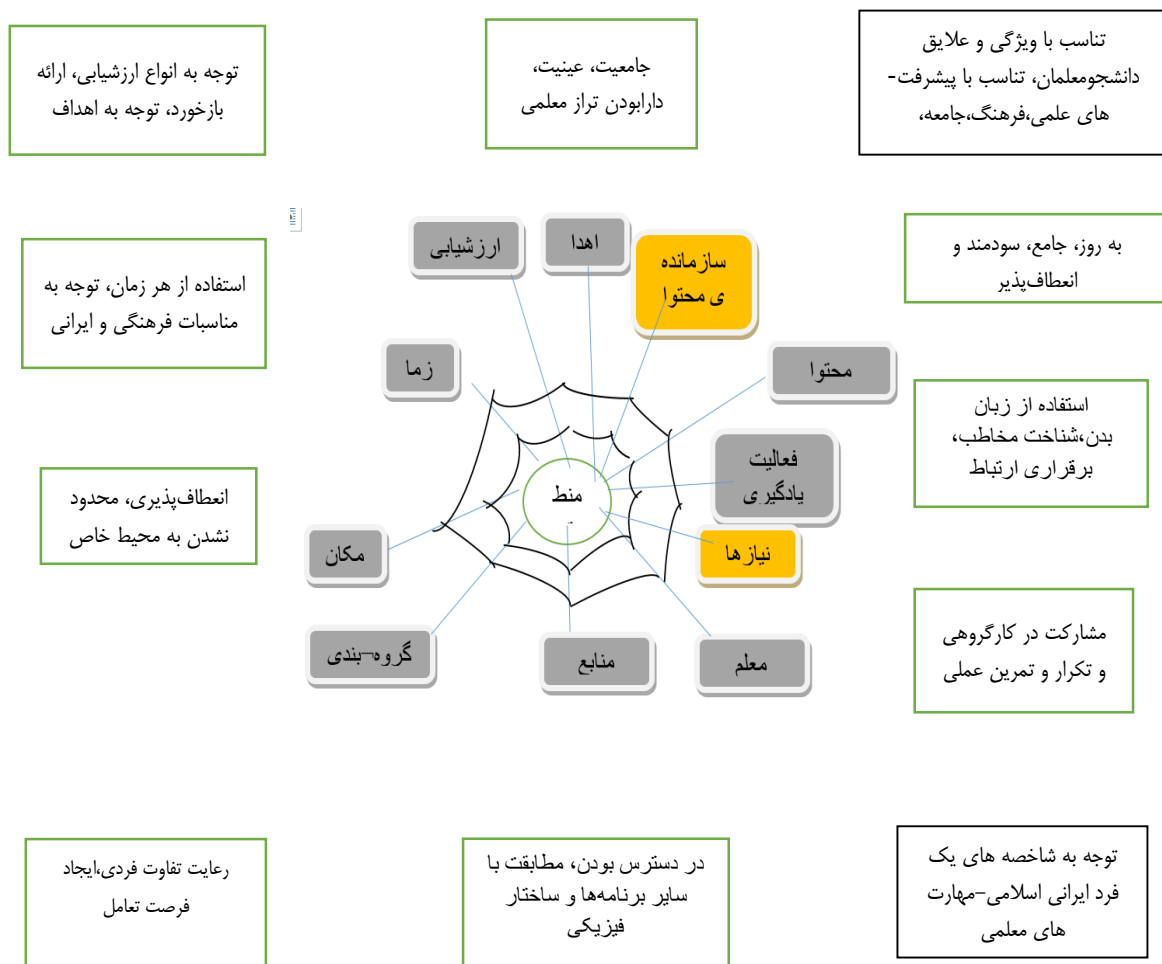 تناسب با ویژگی و علایق
دانشجومعلمان، تناسب با پیشرفت-
های علمی،فرهنگ،جامعه،
جامعیت، عینیت،
دارابودن تراز معلمی
توجه به انواع ارزشیابی، ارائه
بازخورد، توجه به اهداف
به روز، جامع، سودمند و
انعطاف‌پذیر
سازمانده
ی محتوا
اهدا
ارزشیابی
استفاده از هر زمان، توجه به
مناسبات فرهنگی و ایرانی
محتوا
زما
استفاده از زبان
بدن،شناخت مخاطب،
برقراری ارتباط
فعالیت
یادگیری
منط
انعطاف‌پذیری، محدود
نشدن به محیط خاص
نیازها
مکان
مشارکت در کارگروهی
و تکرار و تمرین عملی
معلم
منابع
گروه¬بندی
توجه به شاخصه های یک
فرد ایرانی اسلامی–مهارت
های معلمی
در دسترس بودن، مطابقت با
سایر برنامه‌ها و ساختار
فیزیکی
رعایت تفاوت فردی،ایجاد
فرصت تعامل